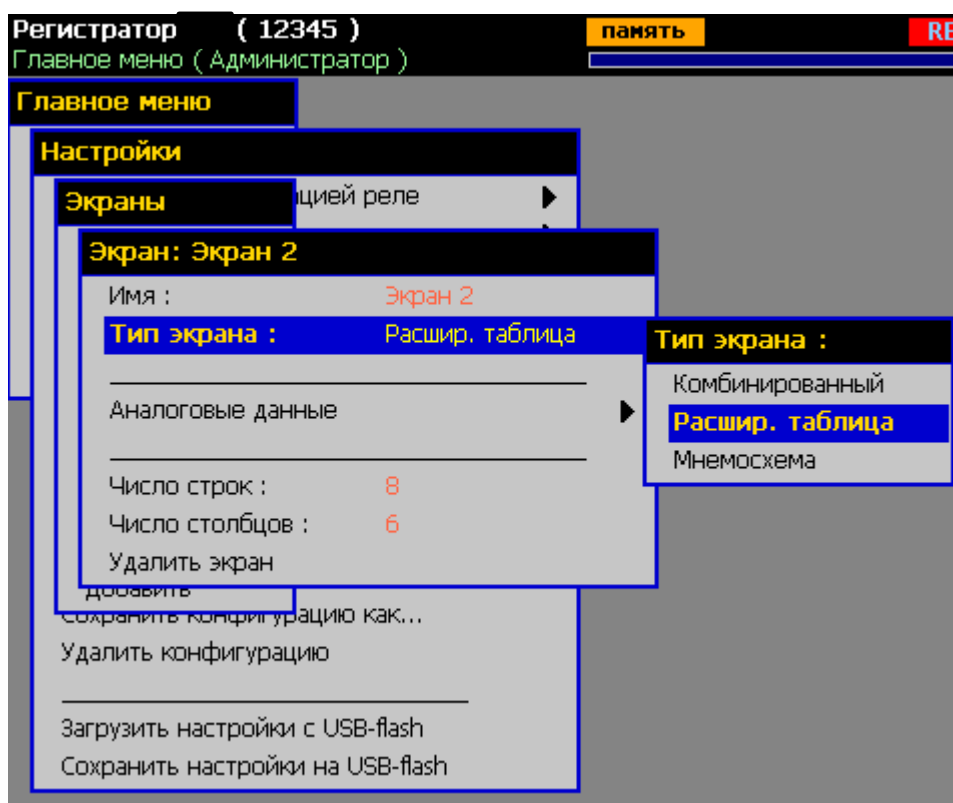 Регистратор ( 12345 )
память
RE
Главное меню ( Администратор )
Главное меню
Настройки
Экраны
цией реле
Экран: Экран 2
Имя : Экран 2
Тип экрана : Расшир. таблица
Аналоговые данные
Число строк : 8
Число столбцов : 6
Удалить экран
Тип экрана :
Комбинированный
Расшир. таблица
Мнемосхема
Добавить
Сохранить конфигурацию как...
Удалить конфигурацию
Загрузить настройки с USB-flash
Сохранить настройки на USB-flash